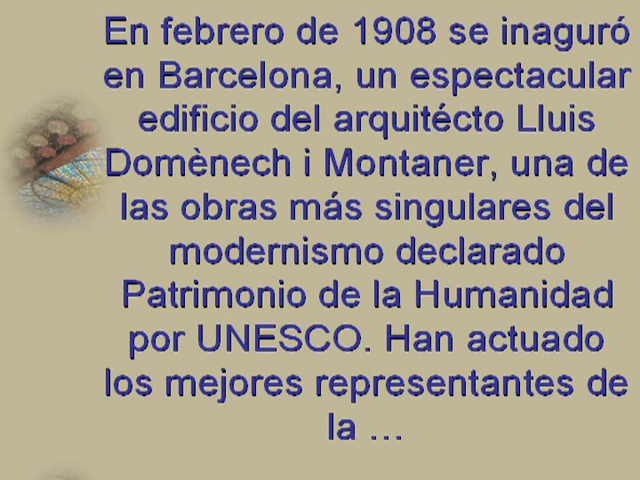 En febrero de 1908 se inaguró
en Barcelona, un espectacular
edificio del arquitécto Lluis
Domènech i Montaner, una de
las obras más singulares del
modernismo declarado
Patrimonio de la Humanidad
por UNESCO. Han actuado
los mejores representantes de
la ...